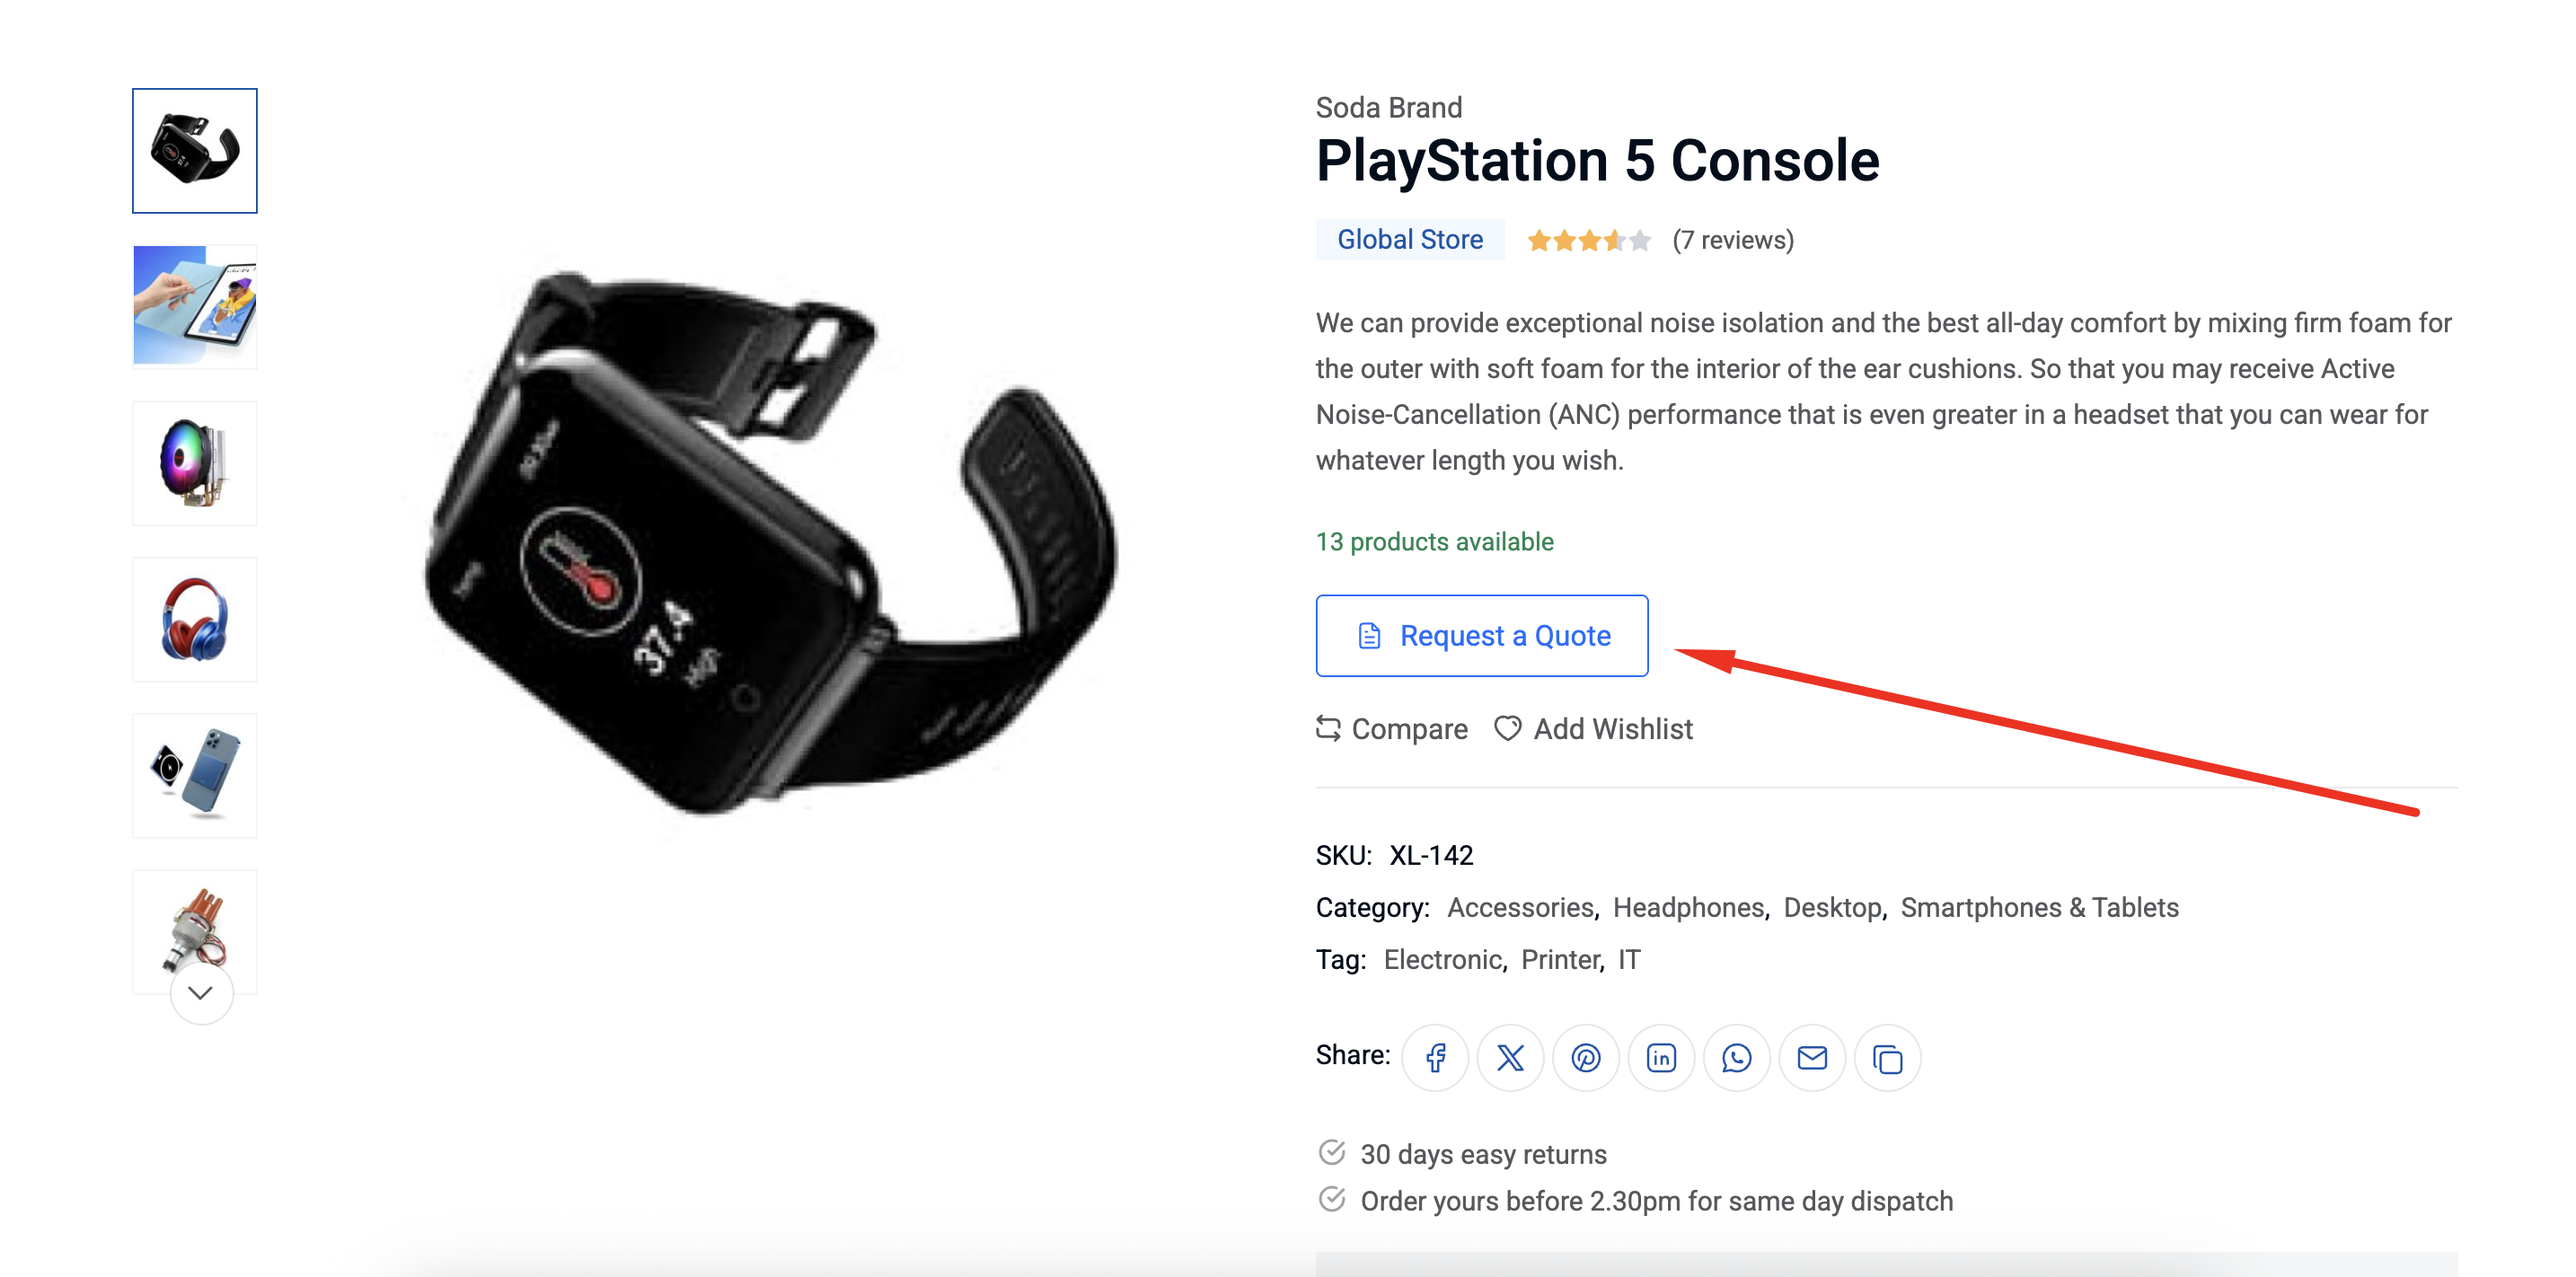 37.4
Soda Brand
PlayStation 5 Console
Global Store
(7 reviews)
We can provide exceptional noise isolation and the best all-day comfort by mixing firm foam for
the outer with soft foam for the interior of the ear cushions. So that you may receive Active
Noise-Cancellation (ANC) performance that is even greater in a headset that you can wear for
whatever length you wish.
13 products available
Request a Quote
Compare Add Wishlist
SKU: XL-142
Category: Accessories, Headphones, Desktop, Smartphones & Tablets
Tag: Electronic, Printer, IT
Share:
30 days easy returns
Order yours before 2.30pm for same day dispatch